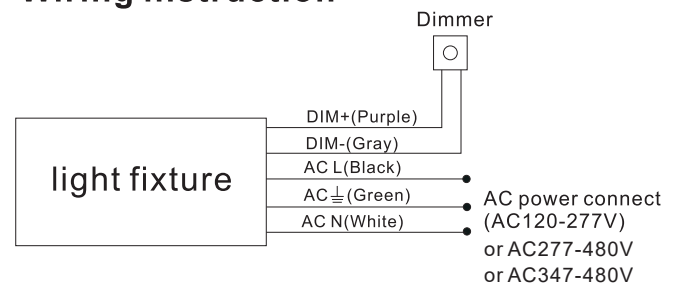 Wiring Instruction
Dimmer
DIM+(Purple)
DIM-(Gray)
AC L(Black)
AC⏚(Green)
AC N(White)
light fixture
AC power connect
(AC120-277V)
or AC277-480V
or AC347-480V